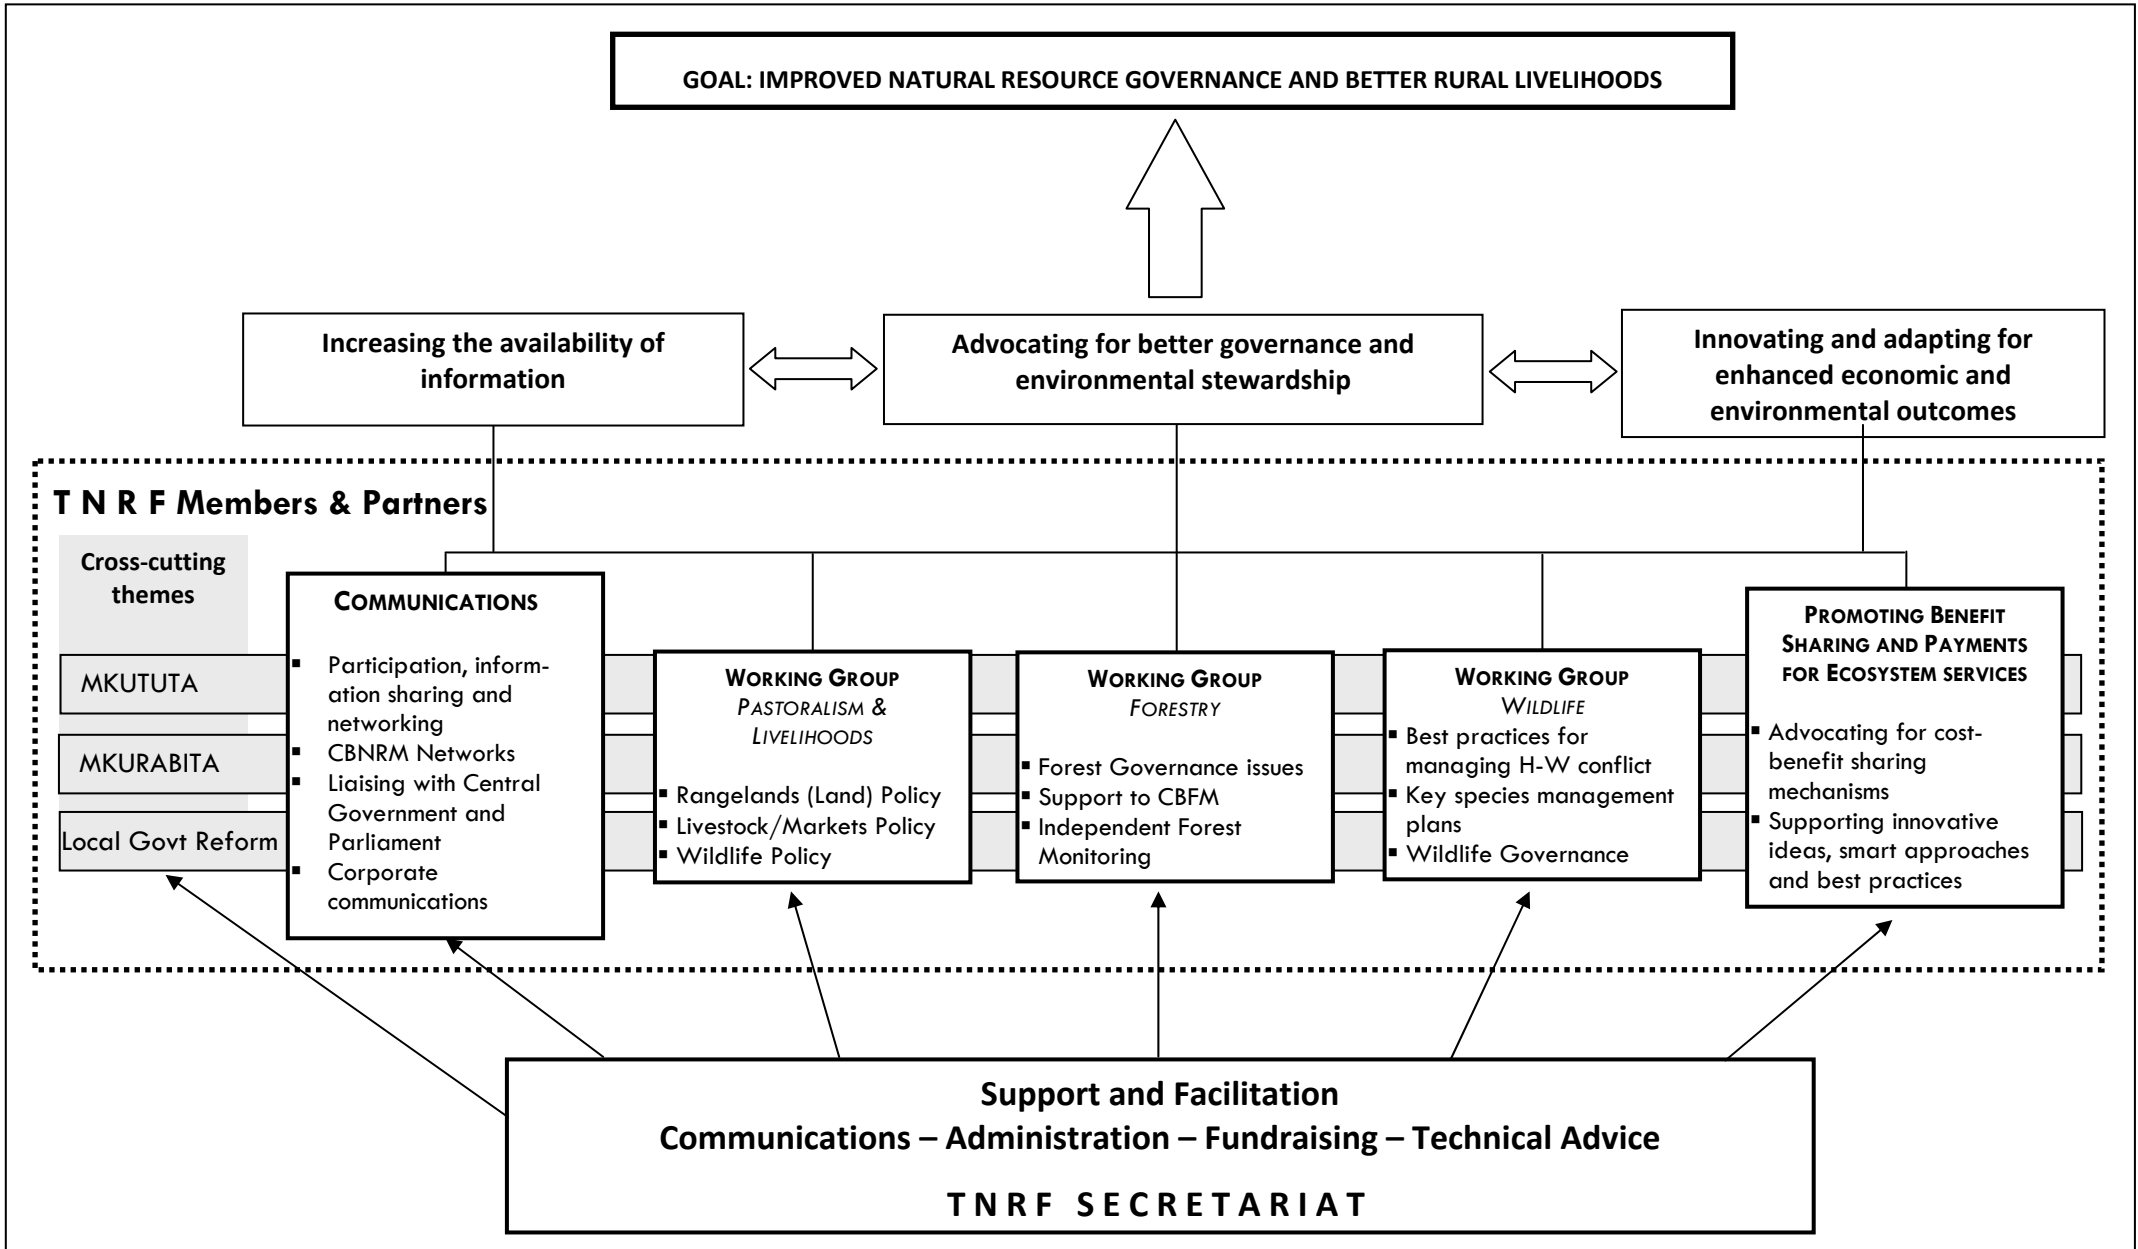 GOAL: IMPROVED NATURAL RESOURCE GOVERNANCE AND BETTER RURAL LIVELIHOODS
Increasing the availability of
information
Advocating for better governance and
environmental stewardship
Innovating and adapting for
enhanced economic and
environmental outcomes
T N R F Members & Partners
Cross-cutting
themes
MKUTUTA
MKURABITA
Local Govt Reform
COMMUNICATIONS
▪ Participation, inform-
ation sharing and
networking
▪ CBNRM Networks
▪ Liaising with Central
Government and
Parliament
▪ Corporate
communications
WORKING GROUP
PASTORALISM &
LIVELIHOODS
▪ Rangelands (Land) Policy
▪ Livestock/Markets Policy
▪ Wildlife Policy
WORKING GROUP
FORESTRY
▪ Forest Governance issues
▪ Support to CBFM
▪ Independent Forest
Monitoring
WORKING GROUP
WILDLIFE
▪ Best practices for
managing H-W conflict
▪ Key species management
plans
▪ Wildlife Governance
PROMOTING BENEFIT
SHARING AND PAYMENTS
FOR ECOSYSTEM SERVICES
▪ Advocating for cost-
benefit sharing
mechanisms
▪ Supporting innovative
ideas, smart approaches
and best practices
Support and Facilitation
Communications – Administration – Fundraising – Technical Advice
TNRF SECRETARIAT